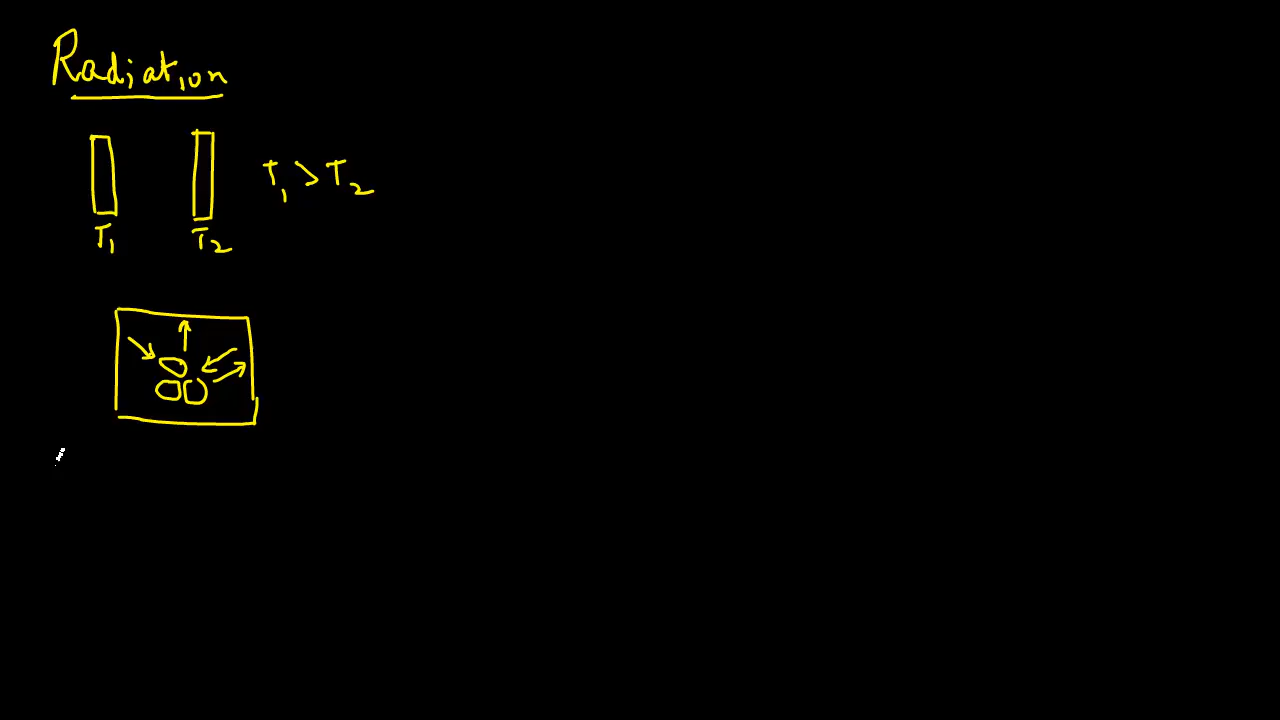 Radiation
T₁ > T₂
T₁ T₂